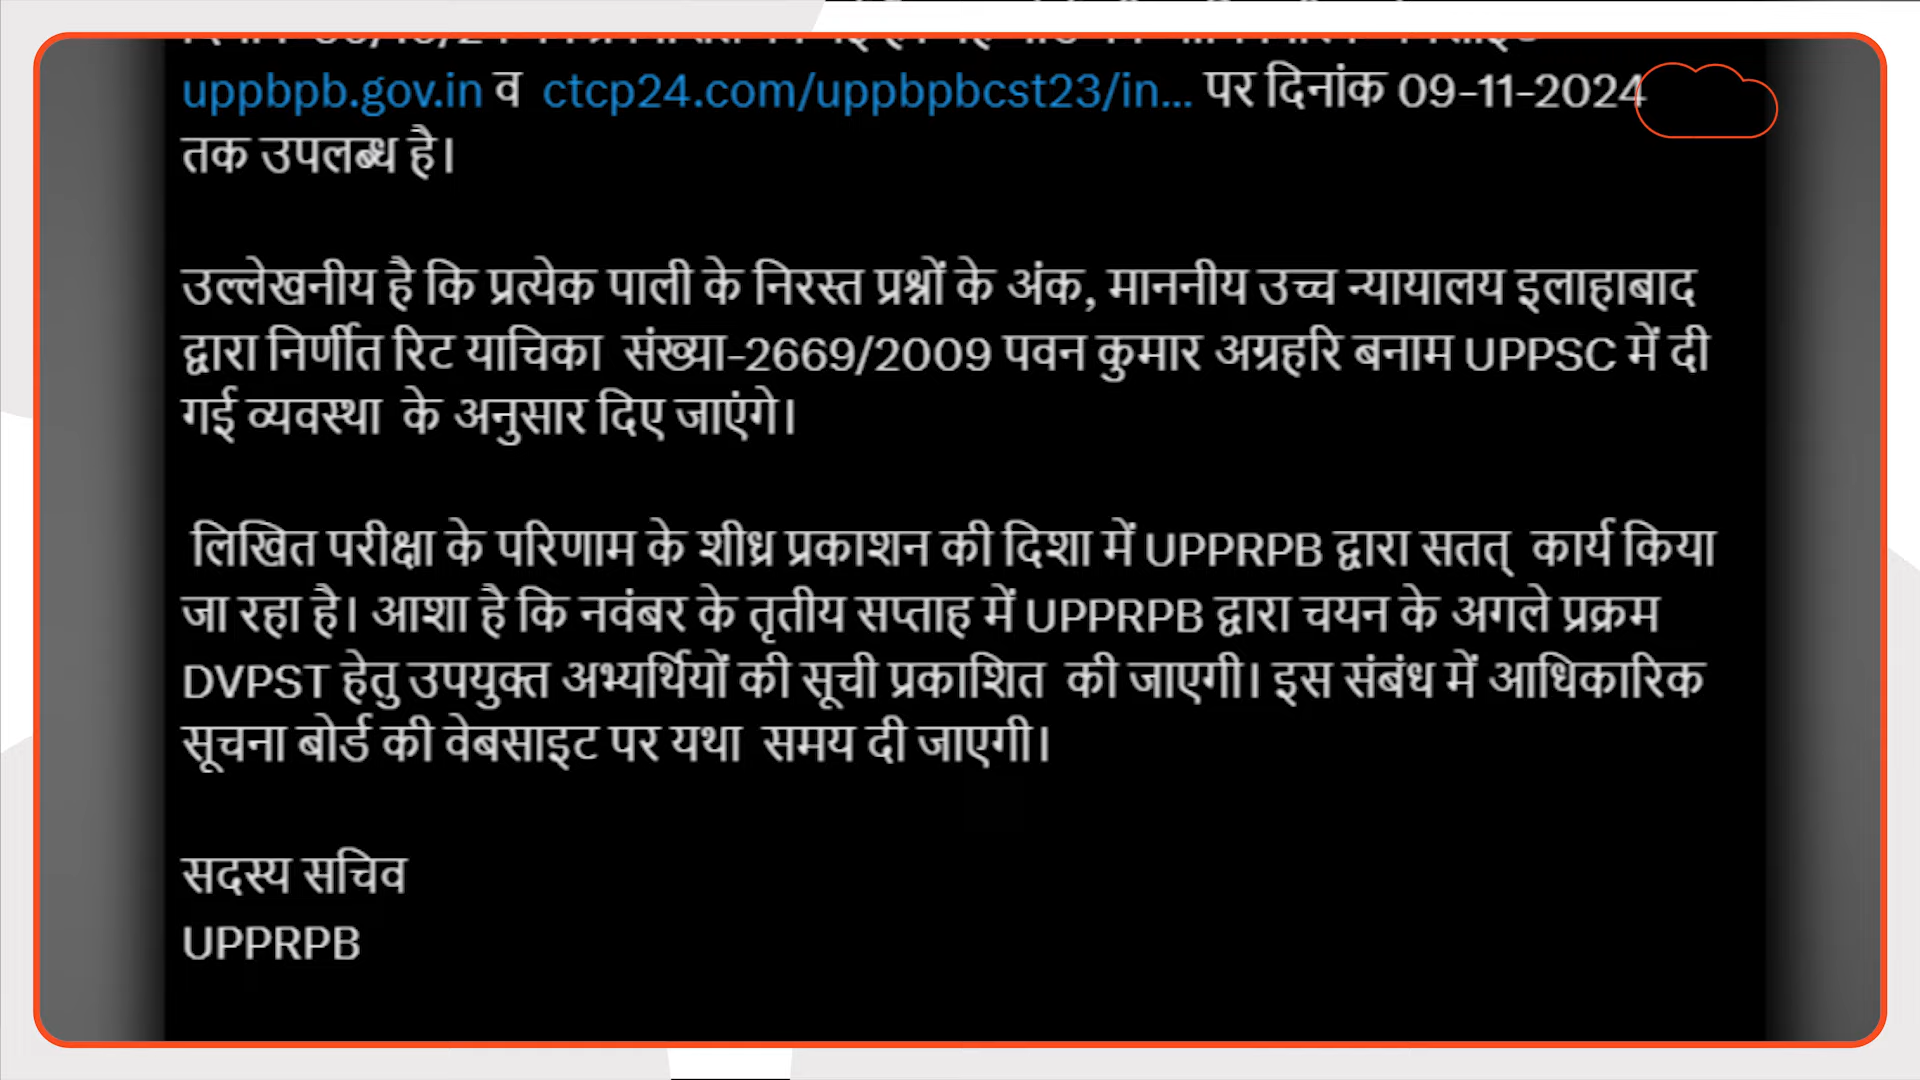 uppbpb.gov.in व ctcp24.com/uppbpbcst23/in... पर दिनांक 09-11-2024
तक उपलब्ध है।
उल्लेखनीय है कि प्रत्येक पाली के निरस्त प्रश्नों के अंक, माननीय उच्च न्यायालय इलाहाबाद
द्वारा निर्णीत रिट याचिका संख्या-2669/2009 पवन कुमार अग्रहरि बनाम UPPSC में दी
गई व्यवस्था के अनुसार दिए जाएंगे।
लिखित परीक्षा के परिणाम के शीध्र प्रकाशन की दिशा में UPPRPB द्वारा सतत् कार्य किया
जा रहा है। आशा है कि नवंबर के तृतीय सप्ताह में UPPRPB द्वारा चयन के अगले प्रक्रम
DVPST हेतु उपयुक्त अभ्यर्थियों की सूची प्रकाशित की जाएगी। इस संबंध में आधिकारिक
सूचना बोर्ड की वेबसाइट पर यथा समय दी जाएगी।
सदस्य सचिव
UPPRPB